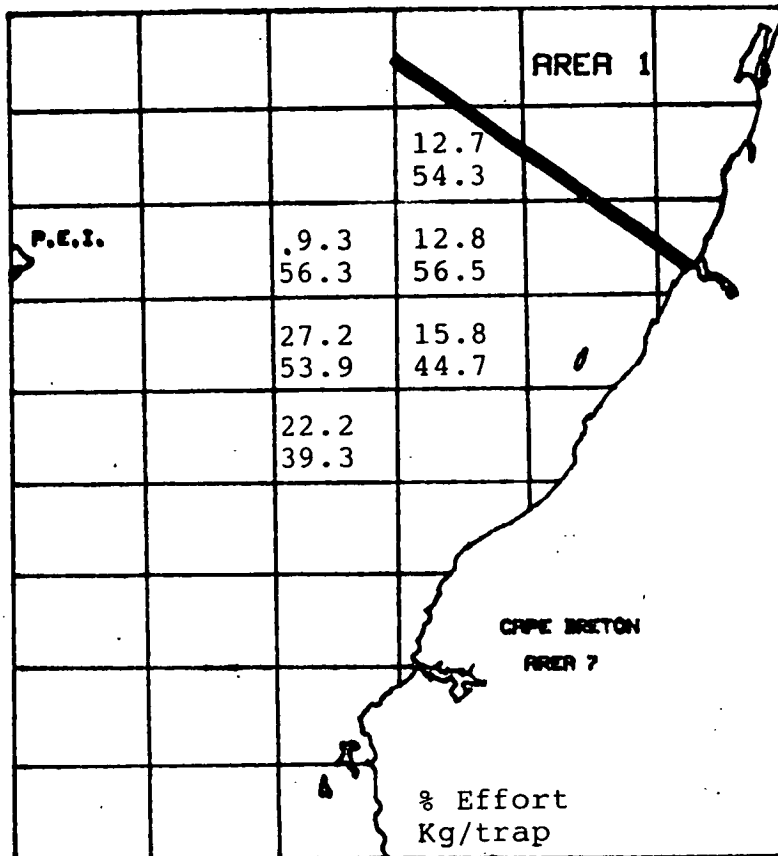 AREA 1
12.7
54.3
P.E.I.
.9.3 12.8
56.3 56.5
27.2 15.8
53.9 44.7
22.2
39.3
CAPE BRETON
AREA 7
% Effort
Kg/trap